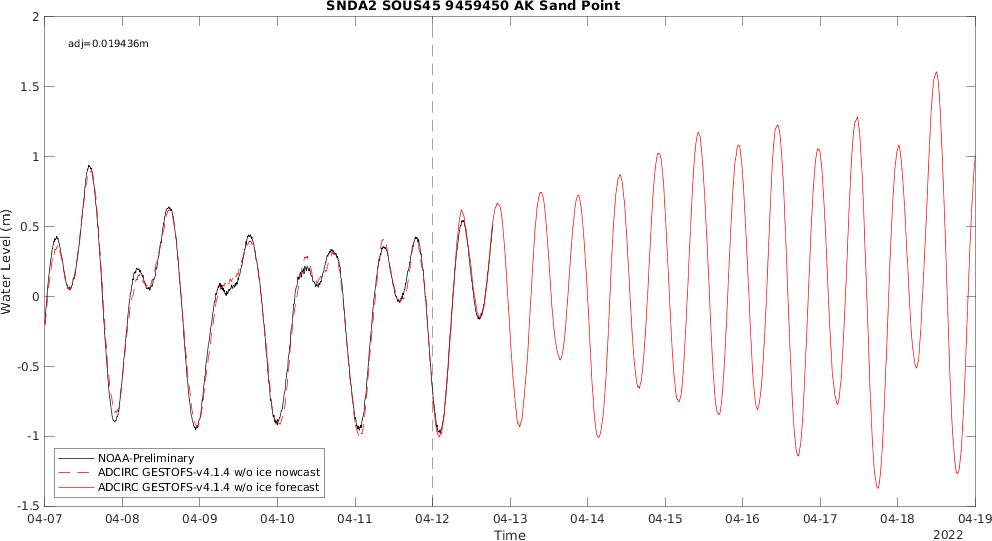 SNDA2 SOUS45 9459450 AK Sand Point
adj=0.019436m
2
1.5
1
0.5
0
-0.5
-1
-1.5
Water Level (m)
NOAA-Preliminary
ADCIRC GESTOFS-v4.1.4 w/o ice nowcast
ADCIRC GESTOFS-v4.1.4 w/o ice forecast
04-07 04-08 04-09 04-10 04-11 04-12 04-13 04-14 04-15 04-16 04-17 04-18 04-19
Time
2022